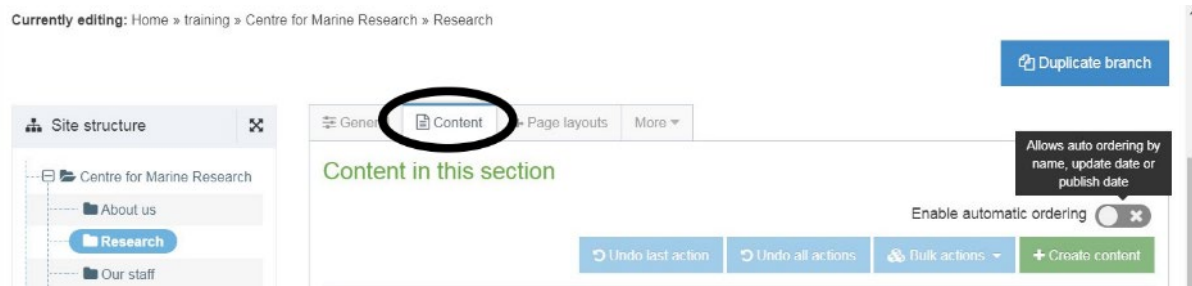 Currently editing: Home » training » Centre for Marine Research » Research
Duplicate branch
Site structure
Centre for Marine Research
About us
Research
Our staff
Gener
Content
Page layouts
More
Content in this section
Allows auto ordering by
name, update date or
publish date
Enable automatic ordering
Undo last action
Undo all actions
Bulk actions
Create content